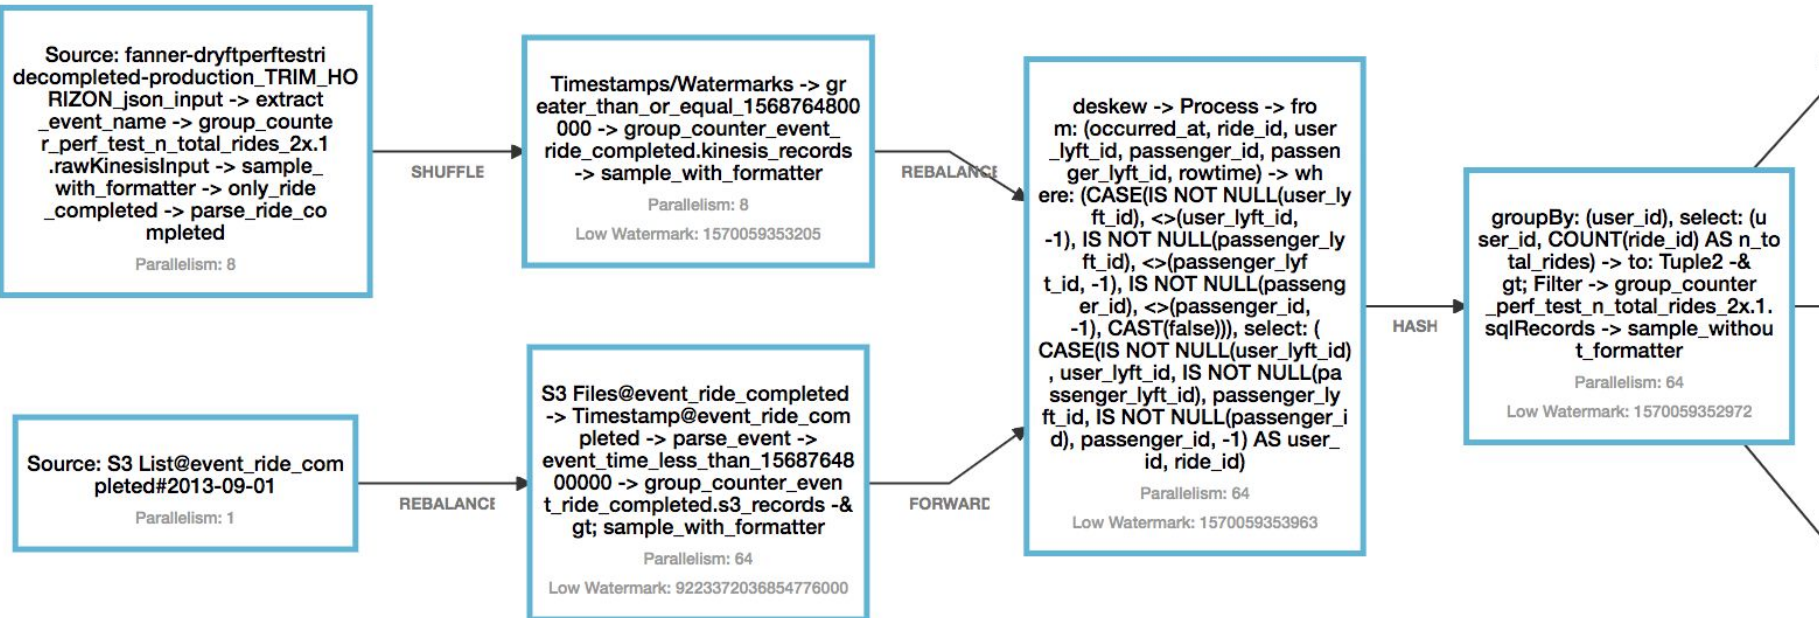 Source: fanner-dryftperftestri
decompleted-production_TRIM_HO
RIZON_json_input -> extract
_event_name -> group_counte
r_perf_test_n_total_rides_2x.1
.rawKinesisInput -> sample_
with_formatter -> only_ride
_completed -> parse_ride_co
mpleted
Parallelism: 8
SHUFFLE
Timestamps/Watermarks -> gr
eater_than_or_equal_1568764800
000 -> group_counter_event_
ride_completed.kinesis_records
-> sample_with_formatter
Parallelism: 8
Low Watermark: 1570059353205
REBALANCE
Source: S3 List@event_ride_com
pleted#2013-09-01
Parallelism: 1
REBALANCE
S3 Files@event_ride_completed
-> Timestamp@event_ride_com
pleted -> parse_event ->
event_time_less_than_15687648
00000 -> group_counter_even
t_ride_completed.s3_records -&
gt; sample_with_formatter
Parallelism: 64
Low Watermark: 9223372036854776000
FORWARD
deskew -> Process -> fro
m: (occurred_at, ride_id, user
_lyft_id, passenger_id, passen
ger_lyft_id, rowtime) -> wh
ere: (CASE(IS NOT NULL(user_ly
ft_id), <>(user_lyft_id,
-1), IS NOT NULL(passenger_ly
ft_id), <>(passenger_lyf
t_id, -1), IS NOT NULL(passeng
er_id), <>(passenger_id,
-1), CAST(false))), select: (
CASE(IS NOT NULL(user_lyft_id)
, user_lyft_id, IS NOT NULL(pa
ssenger_lyft_id), passenger_ly
ft_id, IS NOT NULL(passenger_i
d), passenger_id, -1) AS user_
id, ride_id)
Parallelism: 64
Low Watermark: 1570059353963
HASH
groupBy: (user_id), select: (u
ser_id, COUNT(ride_id) AS n_to
tal_rides) -> to: Tuple2 -&
gt; Filter -> group_counter
_perf_test_n_total_rides_2x.1.
sqlRecords -> sample_withou
t_formatter
Parallelism: 64
Low Watermark: 1570059352972